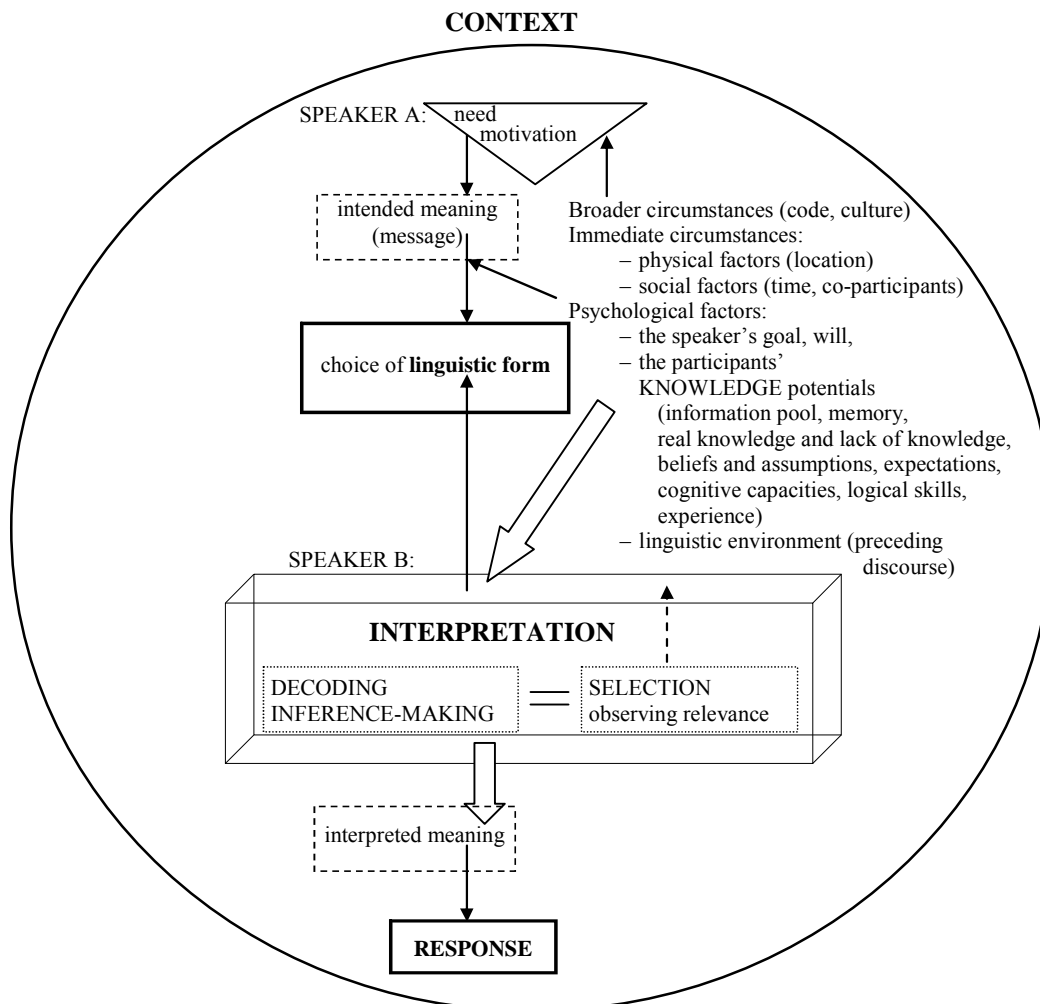 CONTEXT
SPEAKER A:
need
motivation
intended meaning
(message)
Broader circumstances (code, culture)
Immediate circumstances:
– physical factors (location)
– social factors (time, co-participants)
Psychological factors:
– the speaker’s goal, will,
– the participants’
KNOWLEDGE potentials
(information pool, memory,
real knowledge and lack of knowledge,
beliefs and assumptions, expectations,
cognitive capacities, logical skills,
experience)
– linguistic environment (preceding
discourse)
choice of linguistic form
SPEAKER B:
INTERPRETATION
DECODING
INFERENCE-MAKING
=
SELECTION
observing relevance
interpreted meaning
RESPONSE